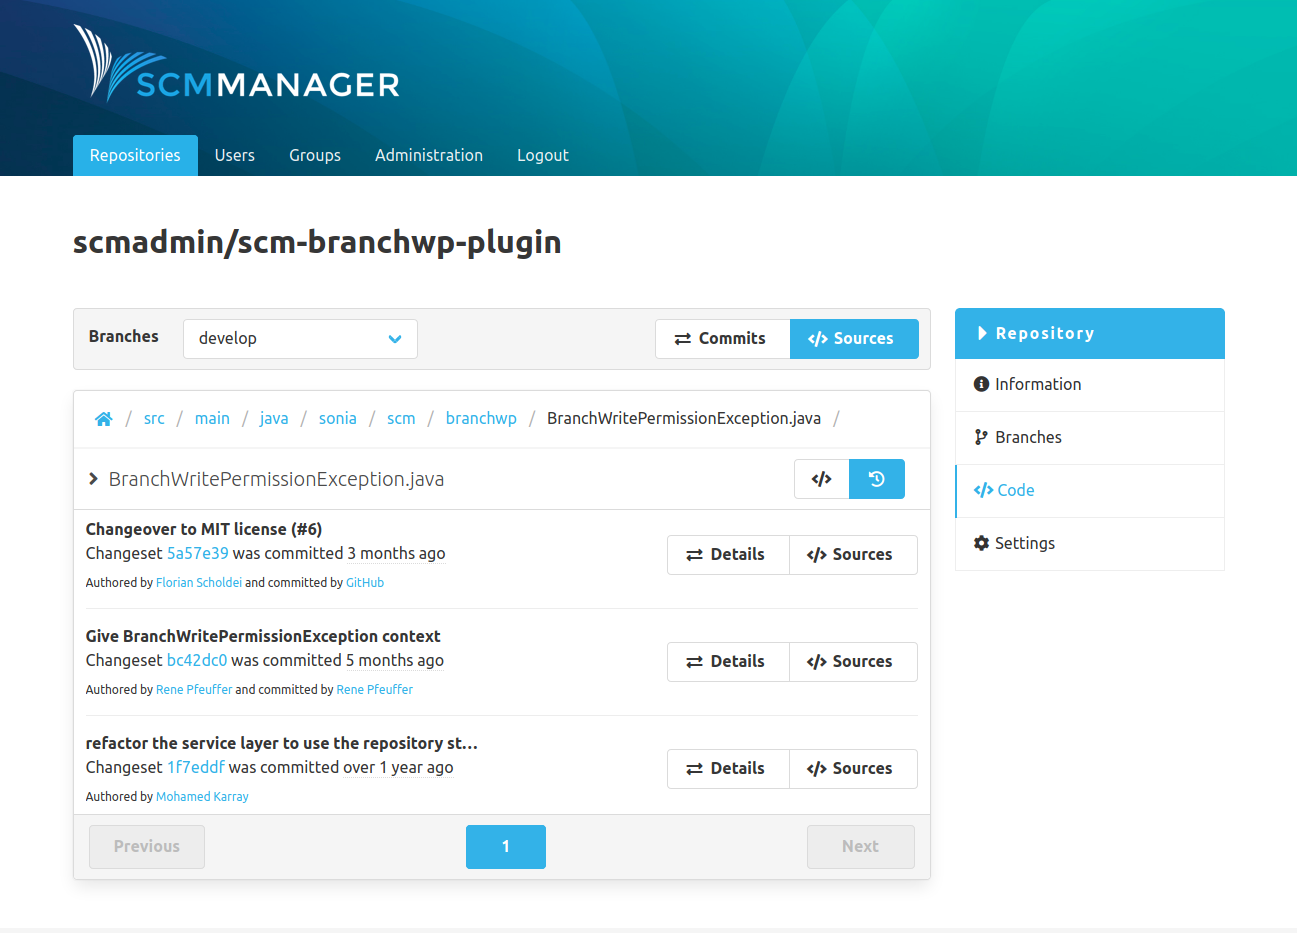 SCMMANAGER
Repositories Users Groups Administration Logout
scmadmin/scm-branchwp-plugin
Branches develop Commits Sources
src / main / java / sonia / scm / branchwp / BranchWritePermissionException.java /
BranchWritePermissionException.java
Changeover to MIT license (#6)
Changeset 5a57e39 was committed 3 months ago
Authored by Florian Scholdei and committed by GitHub
Details Sources
Give BranchWritePermissionException context
Changeset bc42dc0 was committed 5 months ago
Authored by Rene Pfeuffer and committed by Rene Pfeuffer
Details Sources
refactor the service layer to use the repository st...
Changeset 1f7eddf was committed over 1 year ago
Authored by Mohamed Karray
Details Sources
Previous 1 Next
Repository
Information
Branches
Code
Settings